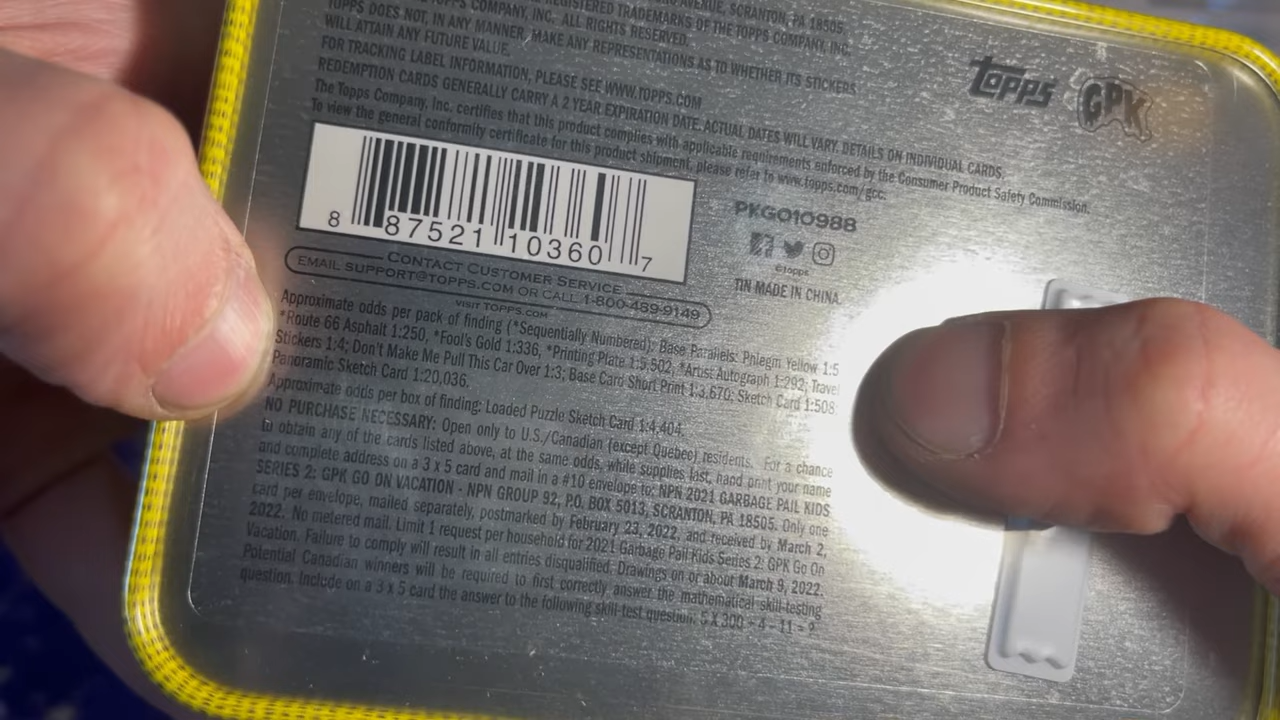 AVENUE, SCRANTON, PA 18505.
TOPPS COMPANY, INC. ALL RIGHTS RESERVED.
REGISTERED TRADEMARKS OF THE TOPPS COMPANY, INC.
TOPPS DOES NOT, IN ANY MANNER, MAKE ANY REPRESENTATIONS AS TO WHETHER ITS STICKERS
WILL ATTAIN ANY FUTURE VALUE.
FOR TRACKING LABEL INFORMATION, PLEASE SEE WWW.TOPPS.COM
REDEMPTION CARDS GENERALLY CARRY A 2 YEAR EXPIRATION DATE. ACTUAL DATES WILL VARY. DETAILS ON INDIVIDUAL CARDS.
The Topps Company, Inc. certifies that this product complies with applicable requirements enforced by the Consumer Product Safety Commission.
To view the general conformity certificate for this product shipment, please refer to www.topps.com/gcc.
topps GPK
8 87521 10360 7
PKGO10988
©topps
TIN MADE IN CHINA.
CONTACT CUSTOMER SERVICE
EMAIL SUPPORT@TOPPS.COM OR CALL 1-800-489-9149
VISIT TOPPS.COM
Approximate odds per pack of finding (*Sequentially Numbered): Base Parallels: Phlegm Yellow 1:5
*Route 66 Asphalt 1:250, *Fool's Gold 1:336, *Printing Plate 1:5,502, *Artist Autograph 1:292; Travel
Stickers 1:4; Don't Make Me Pull This Car Over 1:3; Base Card Short Print 1:3,670; Sketch Card 1:508;
Panoramic Sketch Card 1:20,036.
Approximate odds per box of finding: Loaded Puzzle Sketch Card 1:4,404.
NO PURCHASE NECESSARY: Open only to U.S./Canadian (except Quebec) residents. For a chance
to obtain any of the cards listed above, at the same odds, while supplies last, hand print your name
and complete address on a 3 x 5 card and mail in a #10 envelope to: NPN 2021 GARBAGE PAIL KIDS
SERIES 2: GPK GO ON VACATION - NPN GROUP 92, P.O. BOX 5013, SCRANTON, PA 18505. Only one
card per envelope, mailed separately, postmarked by February 23, 2022, and received by March 2,
2022. No metered mail. Limit 1 request per household for 2021 Garbage Pail Kids Series 2: GPK Go On
Vacation. Failure to comply will result in all entries disqualified. Drawings on or about March 9, 2022.
Potential Canadian winners will be required to first correctly answer the mathematical skill-testing
question. Include on a 3 x 5 card the answer to the following skill-test question: 5 X 300 ÷ 4 - 11 = ?